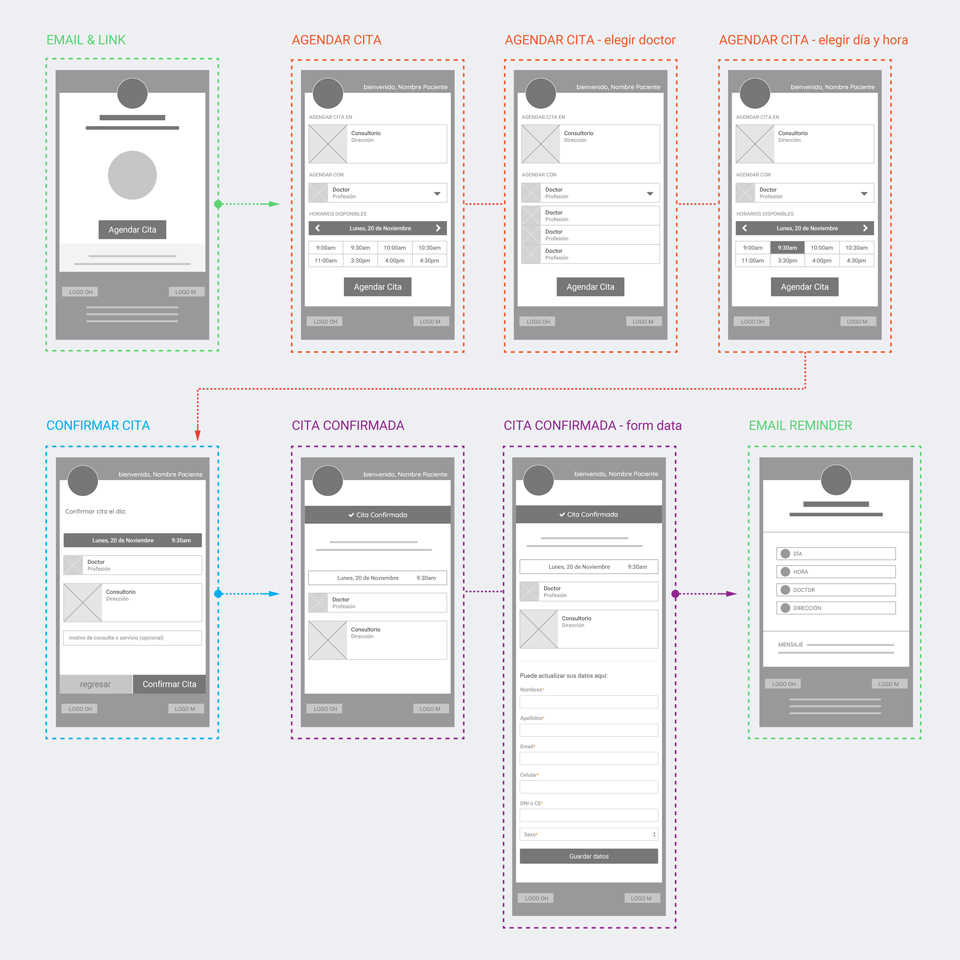 EMAIL & LINK
Agendar Cita
LOGO OH LOGO M
AGENDAR CITA
bienvenido, Nombre Paciente
AGENDAR CITA EN
Consultorio
Dirección
AGENDAR CON
Doctor
Profesión
HORARIOS DISPONIBLES
Lunes, 20 de Noviembre
9:00am 9:30am 10:00am 10:30am
11:00am 3:30pm 4:00pm 4:30pm
Agendar Cita
LOGO OH LOGO M
AGENDAR CITA - elegir doctor
bienvenido, Nombre Paciente
AGENDAR CITA EN
Consultorio
Dirección
AGENDAR CON
Doctor
Profesión
Doctor
Profesión
Doctor
Profesión
Doctor
Profesión
Agendar Cita
LOGO OH LOGO M
AGENDAR CITA - elegir día y hora
bienvenido, Nombre Paciente
AGENDAR CITA EN
Consultorio
Dirección
AGENDAR CON
Doctor
Profesión
HORARIOS DISPONIBLES
Lunes, 20 de Noviembre
9:00am 9:30am 10:00am 10:30am
11:00am 3:30pm 4:00pm 4:30pm
Agendar Cita
LOGO OH LOGO M
CONFIRMAR CITA
bienvenido, Nombre Paciente
Confirmar cita el día:
Lunes, 20 de Noviembre 9:30am
Doctor
Profesión
Consultorio
Dirección
motivo de consulta o servicio (opcional)
regresar Confirmar Cita
LOGO OH LOGO M
CITA CONFIRMADA
bienvenido, Nombre Paciente
Cita Confirmada
Lunes, 20 de Noviembre 9:30am
Doctor
Profesión
Consultorio
Dirección
LOGO OH LOGO M
CITA CONFIRMADA - form data
bienvenido, Nombre Paciente
Cita Confirmada
Lunes, 20 de Noviembre 9:30am
Doctor
Profesión
Consultorio
Dirección
Puede actualizar sus datos aquí:
Nombres*
Apellidos*
Email*
Celular*
DNI o CE*
Sexo*
Guardar datos
LOGO OH LOGO M
EMAIL REMINDER
DÍA
HORA
DOCTOR
DIRECCIÓN
MENSAJE
LOGO OH LOGO M